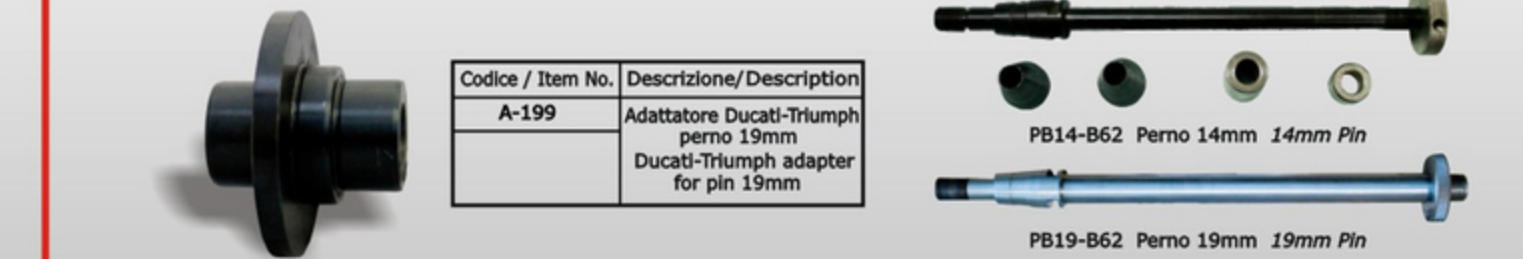 Codice / Item No. Descrizione/Description
A-199
Adattatore Ducati-Triumph
perno 19mm
Ducati-Triumph adapter
for pin 19mm
PB14-B62 Perno 14mm 14mm Pin
PB19-B62 Perno 19mm 19mm Pin